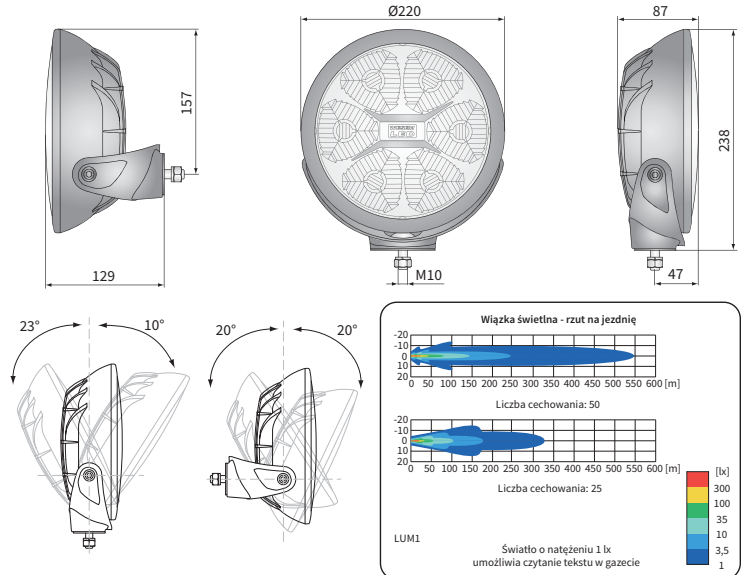 Ø220
87
157
238
129
M10
47
23°
10°
20°
20°
Wiązka świetlna - rzut na jezdnię
-20
-10
0
10
20
0 50 100 150 200 250 300 350 400 450 500 550 600 [m]
Liczba cechowania: 50
-20
-10
0
10
20
0 50 100 150 200 250 300 350 400 450 500 550 600 [m]
Liczba cechowania: 25
[lx]
300
100
35
10
3,5
1
LUM1
Światło o natężeniu 1 lx
umożliwia czytanie tekstu w gazecie
LED